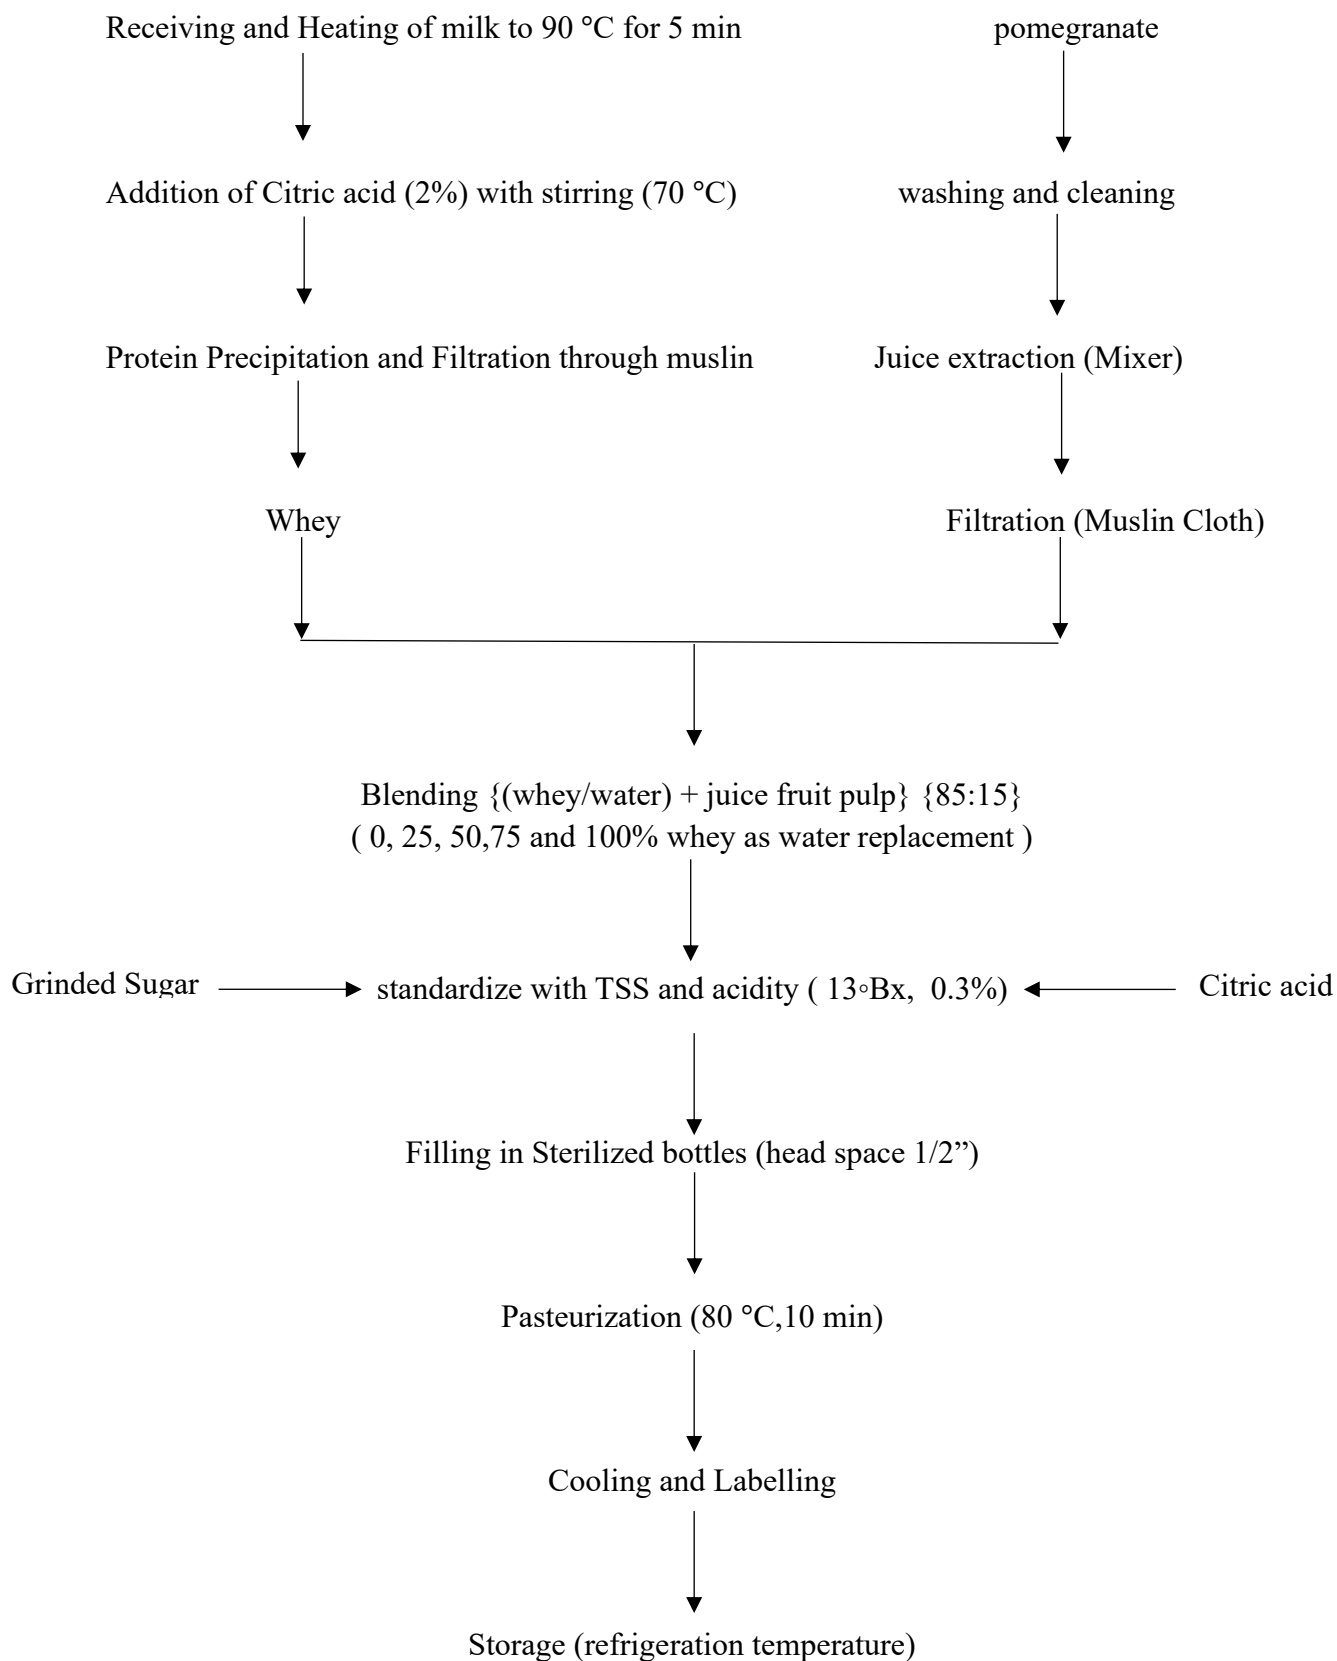 Receiving and Heating of milk to 90 °C for 5 min
pomegranate
Addition of Citric acid (2%) with stirring (70 °C)
washing and cleaning
Protein Precipitation and Filtration through muslin
Juice extraction (Mixer)
Whey
Filtration (Muslin Cloth)
Blending {(whey/water) + juice fruit pulp} {85:15}
( 0, 25, 50,75 and 100% whey as water replacement )
Grinded Sugar
standardize with TSS and acidity ( 13◦Bx,  0.3%)
Citric acid
Filling in Sterilized bottles (head space 1/2”)
Pasteurization (80 °C,10 min)
Cooling and Labelling
Storage (refrigeration temperature)